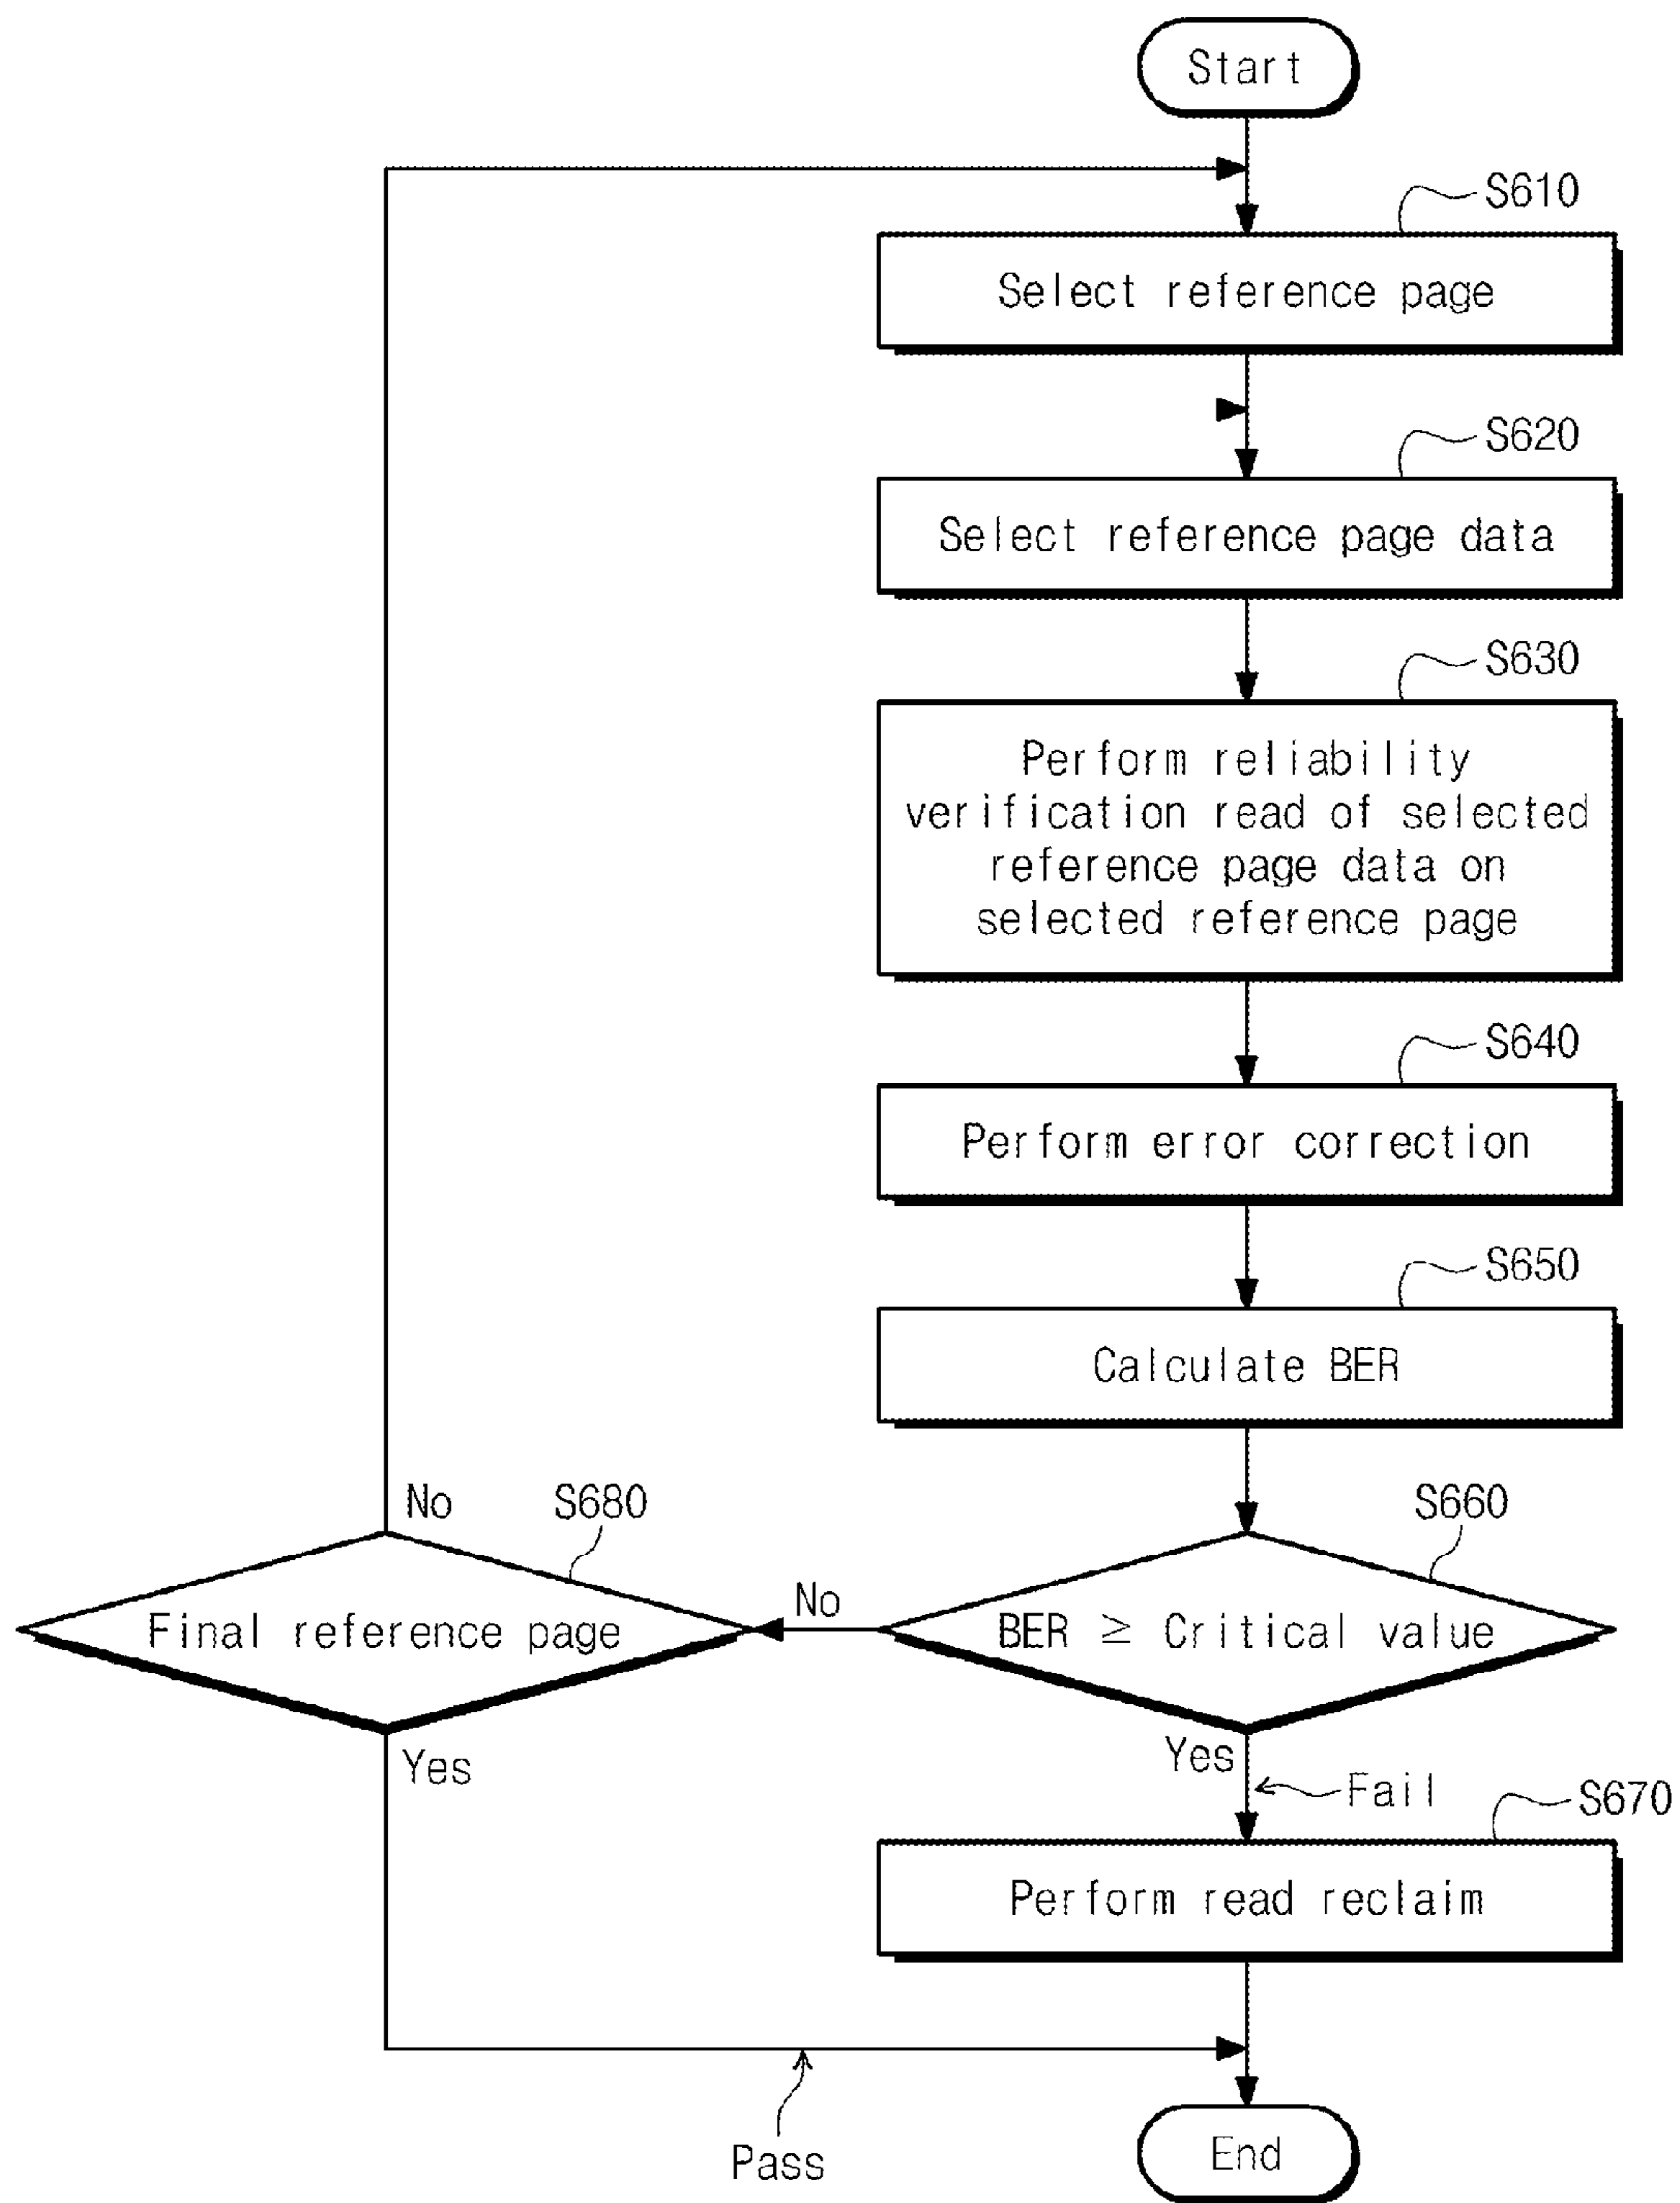 Start
S610
Select reference page
S620
Select reference page data
S630
Perform reliability
verification read of selected
reference page data on
selected reference page
S640
Perform error correction
S650
Calculate BER
No
S680
S660
Final reference page
No
BER ≥ Critical value
Yes
Yes
Fail
S670
Perform read reclaim
Pass
End